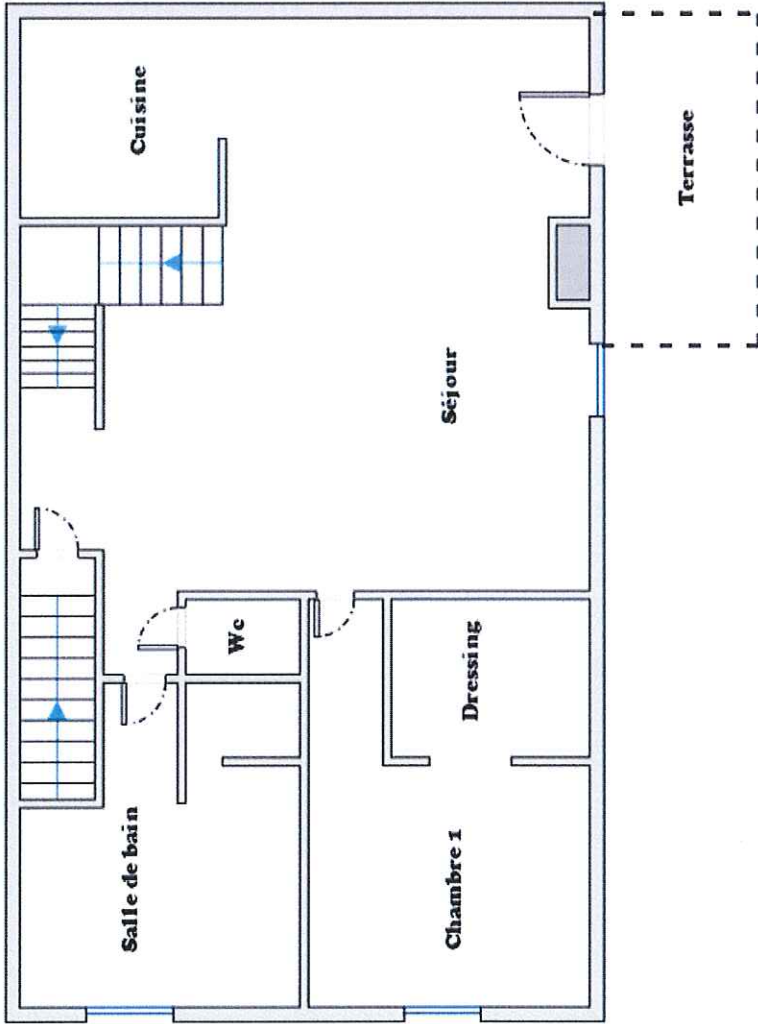 Cuisine
Terrasse
Séjour
Wc
Dressing
Salle de bain
Chambre 1